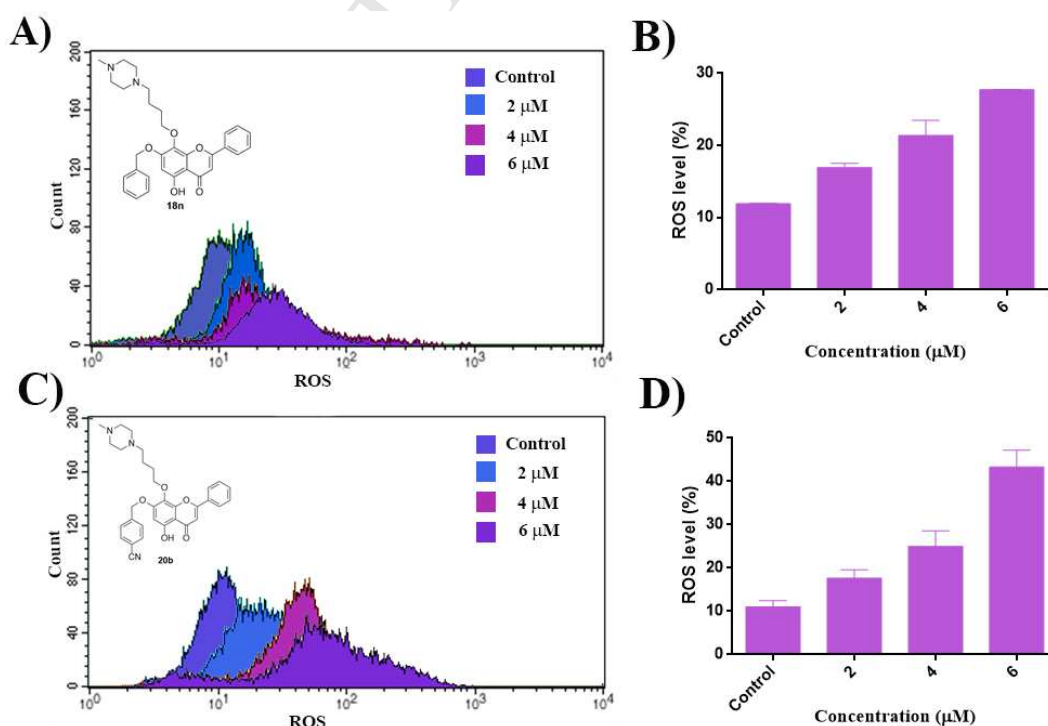 A)
200
160
120
80
40
0
Count
N
N
O
O
O
OH
O
18n
Control
2 μM
4 μM
6 μM
10⁰ 10¹ 10² 10³ 10⁴
ROS
B)
30
20
10
0
ROS level (%)
Control 2 4 6
Concentration (μM)
C)
200
160
120
80
40
0
Count
N
N
O
O
O
OH
O
CN
20b
Control
2 μM
4 μM
6 μM
10⁰ 10¹ 10² 10³ 10⁴
ROS
D)
50
40
30
20
10
0
ROS level (%)
Control 2 4 6
Concentration (μM)